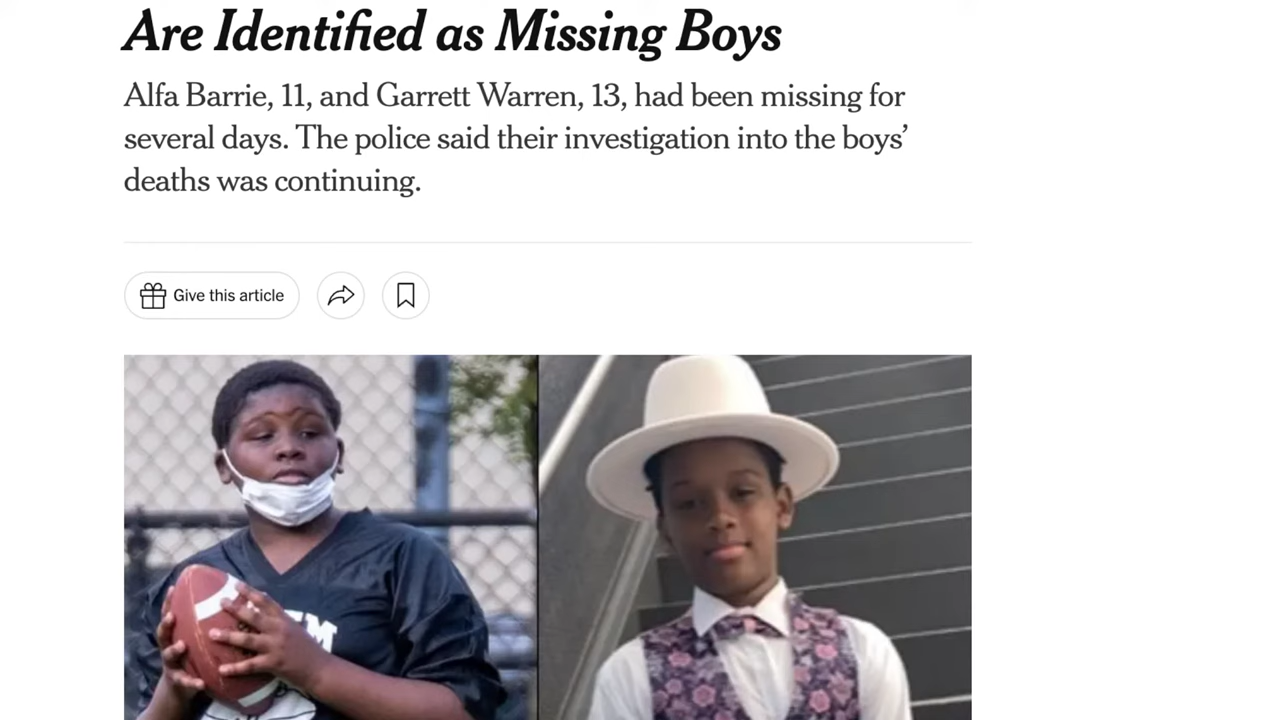 Are Identified as Missing Boys
Alfa Barrie, 11, and Garrett Warren, 13, had been missing for
several days. The police said their investigation into the boys’
deaths was continuing.
Give this article